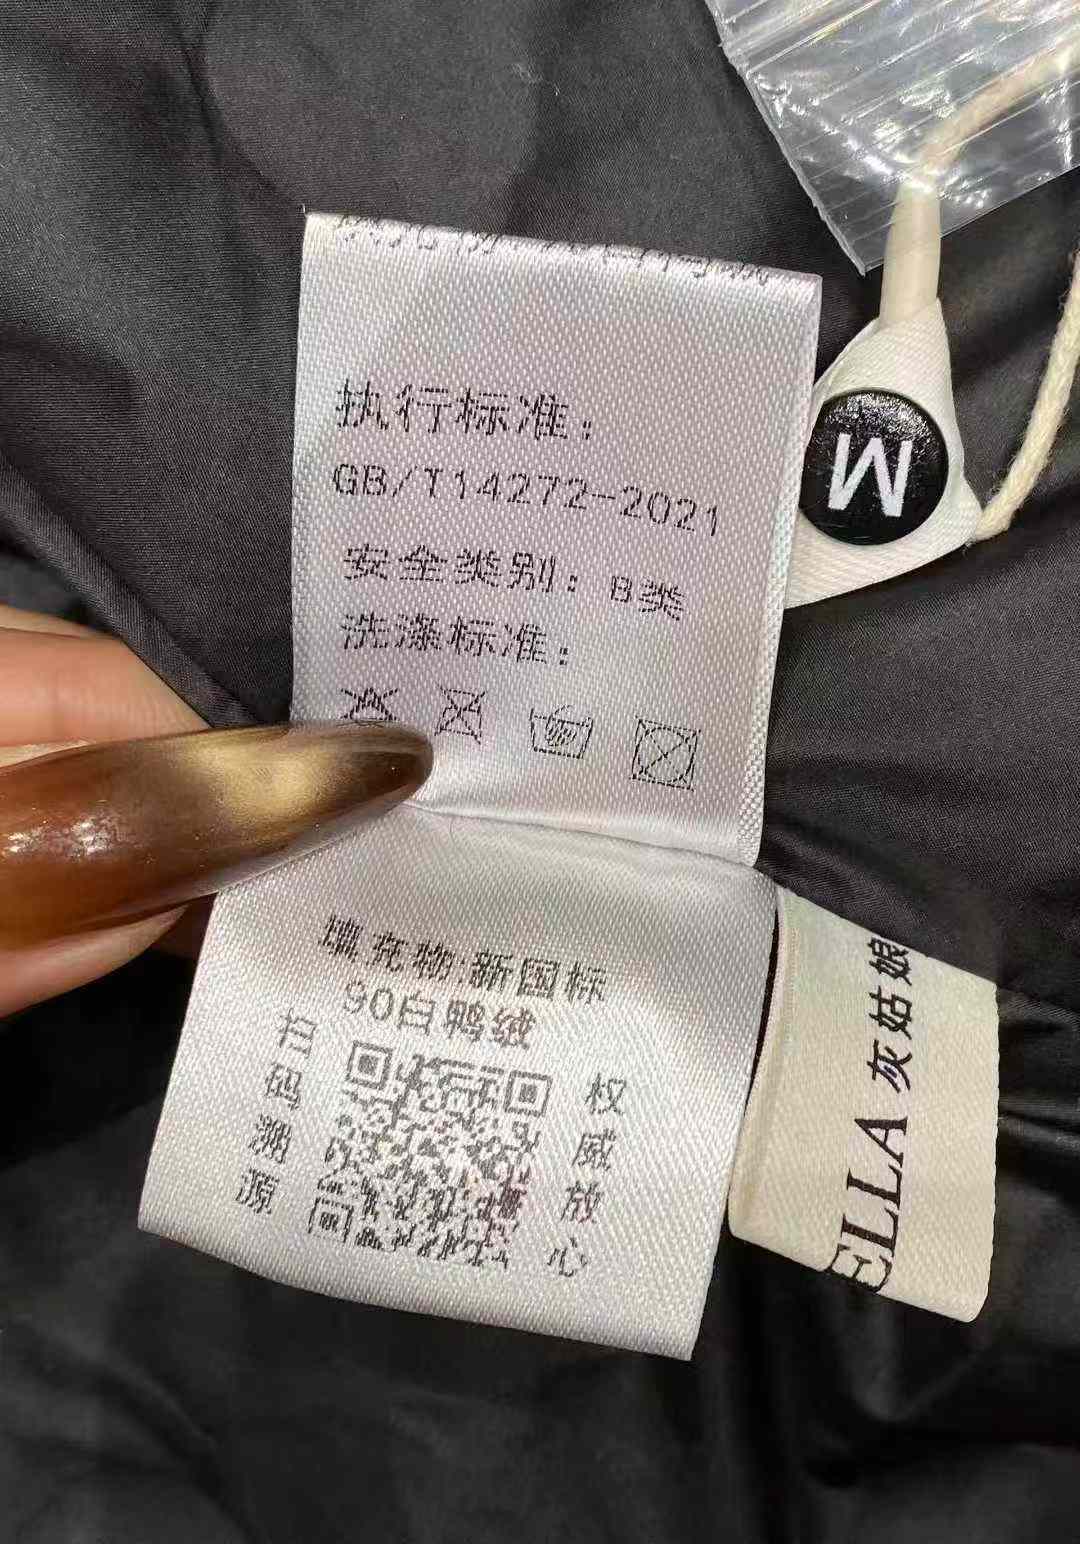 执行标准：
GB/T14272-2021
安全类别：B类
洗涤标准：
填充物:新国标
90白鸭绒
扫码溯源
权威放心
M
ELLA 灰姑娘